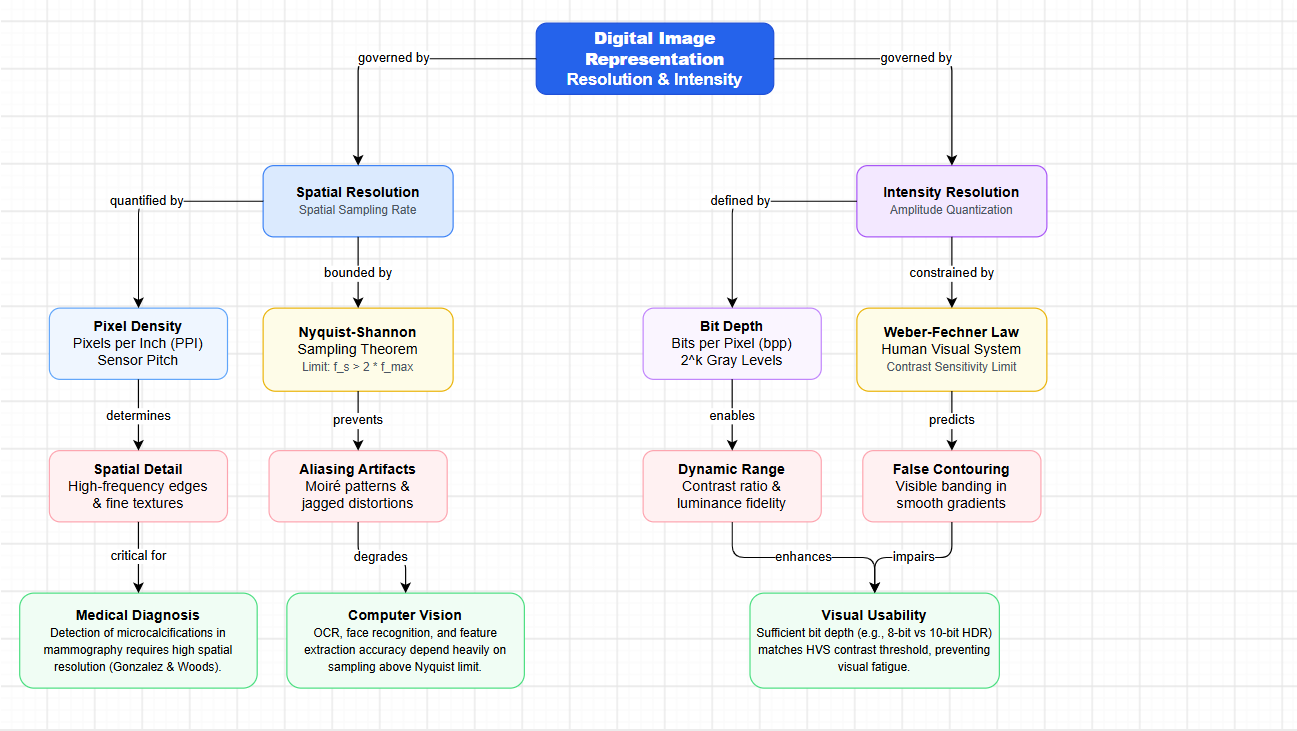 Digital Image
Representation
Resolution & Intensity
governed by
governed by
Spatial Resolution
Spatial Sampling Rate
Intensity Resolution
Amplitude Quantization
quantified by
bounded by
defined by
constrained by
Pixel Density
Pixels per Inch (PPI)
Sensor Pitch
Nyquist-Shannon
Sampling Theorem
Limit: f_s > 2 * f_max
Bit Depth
Bits per Pixel (bpp)
2^k Gray Levels
Weber-Fechner Law
Human Visual System
Contrast Sensitivity Limit
determines
prevents
enables
predicts
Spatial Detail
High-frequency edges
& fine textures
Aliasing Artifacts
Moiré patterns &
jagged distortions
Dynamic Range
Contrast ratio &
luminance fidelity
False Contouring
Visible banding in
smooth gradients
critical for
degrades
enhances
impairs
Medical Diagnosis
Detection of microcalcifications in
mammography requires high spatial
resolution (Gonzalez & Woods).
Computer Vision
OCR, face recognition, and feature
extraction accuracy depend heavily on
sampling above Nyquist limit.
Visual Usability
Sufficient bit depth (e.g., 8-bit vs 10-bit HDR)
matches HVS contrast threshold, preventing
visual fatigue.